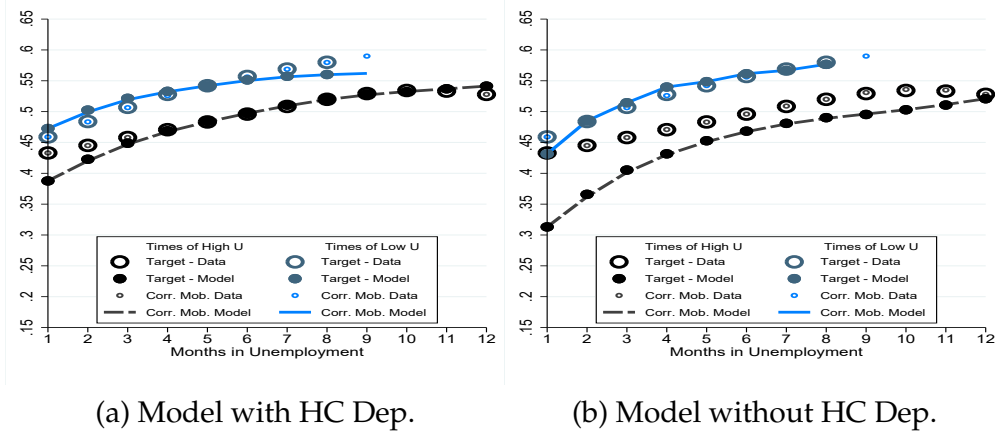 .65
.6
.55
.5
.45
.4
.35
.3
.25
.2
.15
Times of High U Times of Low U
Target - Data Target - Data
Target - Model Target - Model
Corr. Mob. Data Corr. Mob. Data
Corr. Mob. Model Corr. Mob. Model
1 2 3 4 5 6 7 8 9 10 11 12
Months in Unemployment
(a) Model with HC Dep.
.65
.6
.55
.5
.45
.4
.35
.3
.25
.2
.15
Times of High U Times of Low U
Target - Data Target - Data
Target - Model Target - Model
Corr. Mob. Data Corr. Mob. Data
Corr. Mob. Model Corr. Mob. Model
1 2 3 4 5 6 7 8 9 10 11 12
Months in Unemployment
(b) Model without HC Dep.